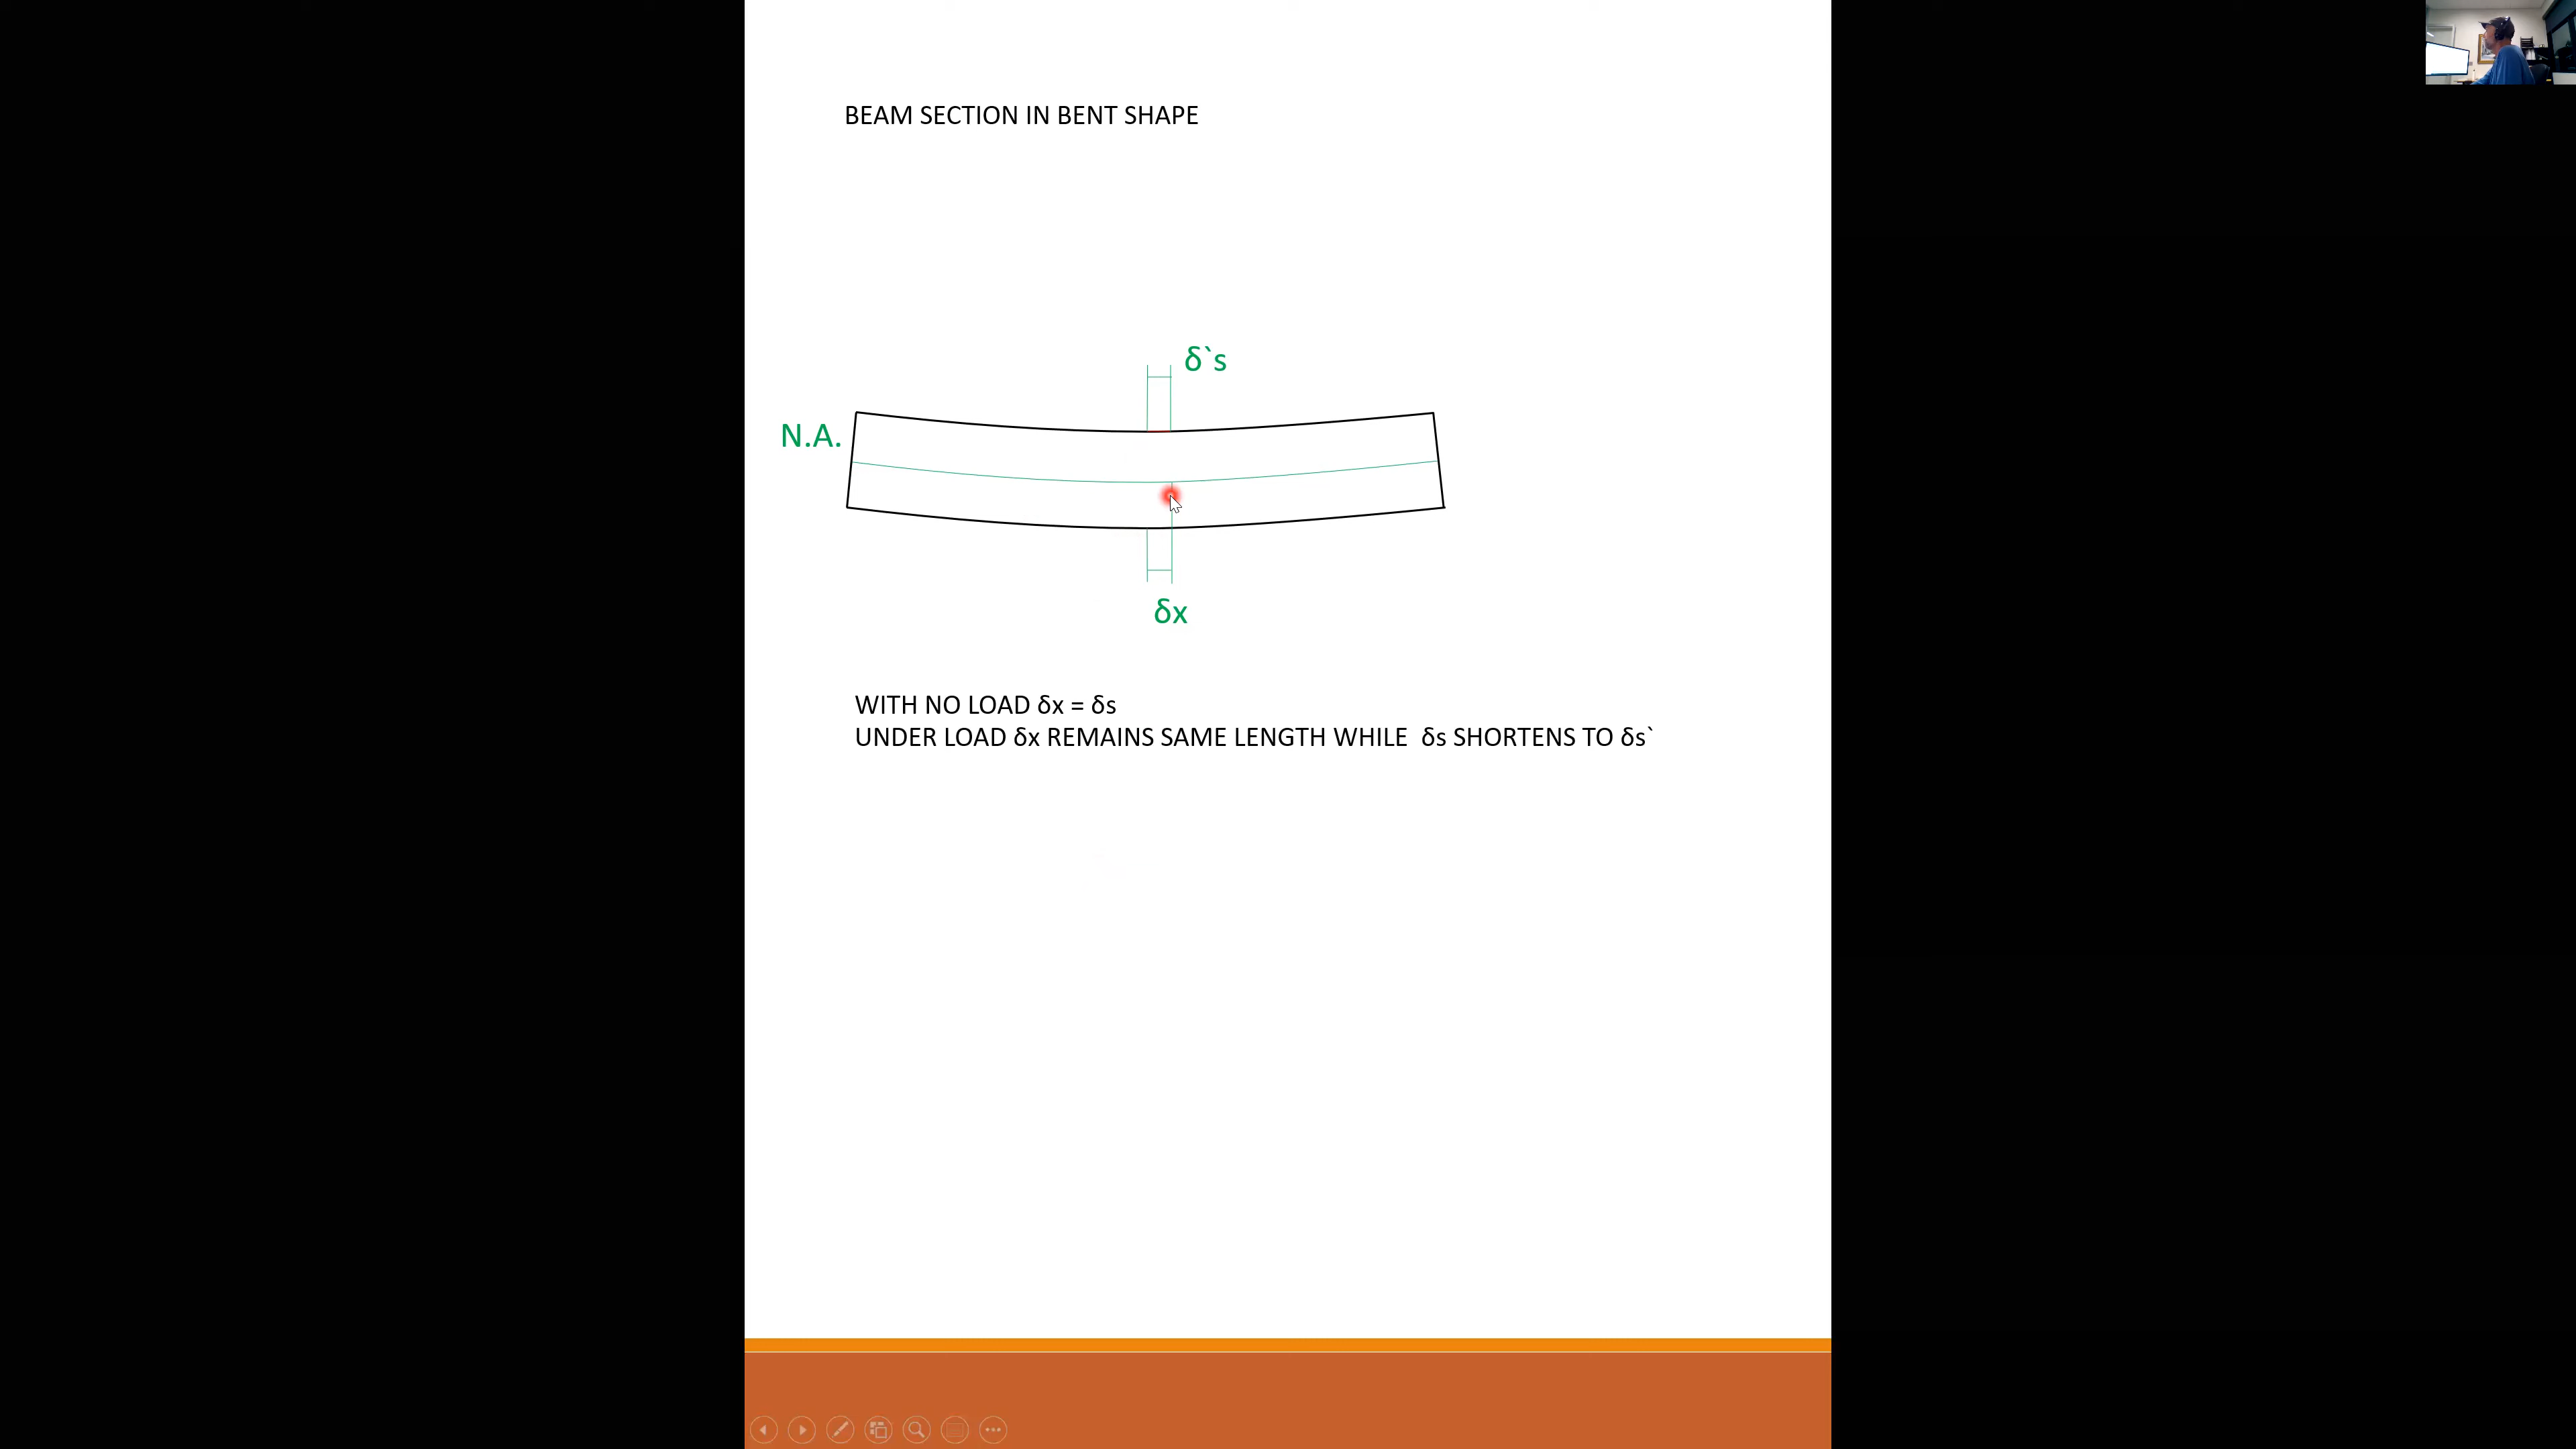 BEAM SECTION IN BENT SHAPE
δ`s
N.A.
δx
WITH NO LOAD δx = δs
UNDER LOAD δx REMAINS SAME LENGTH WHILE  δs SHORTENS TO δs`